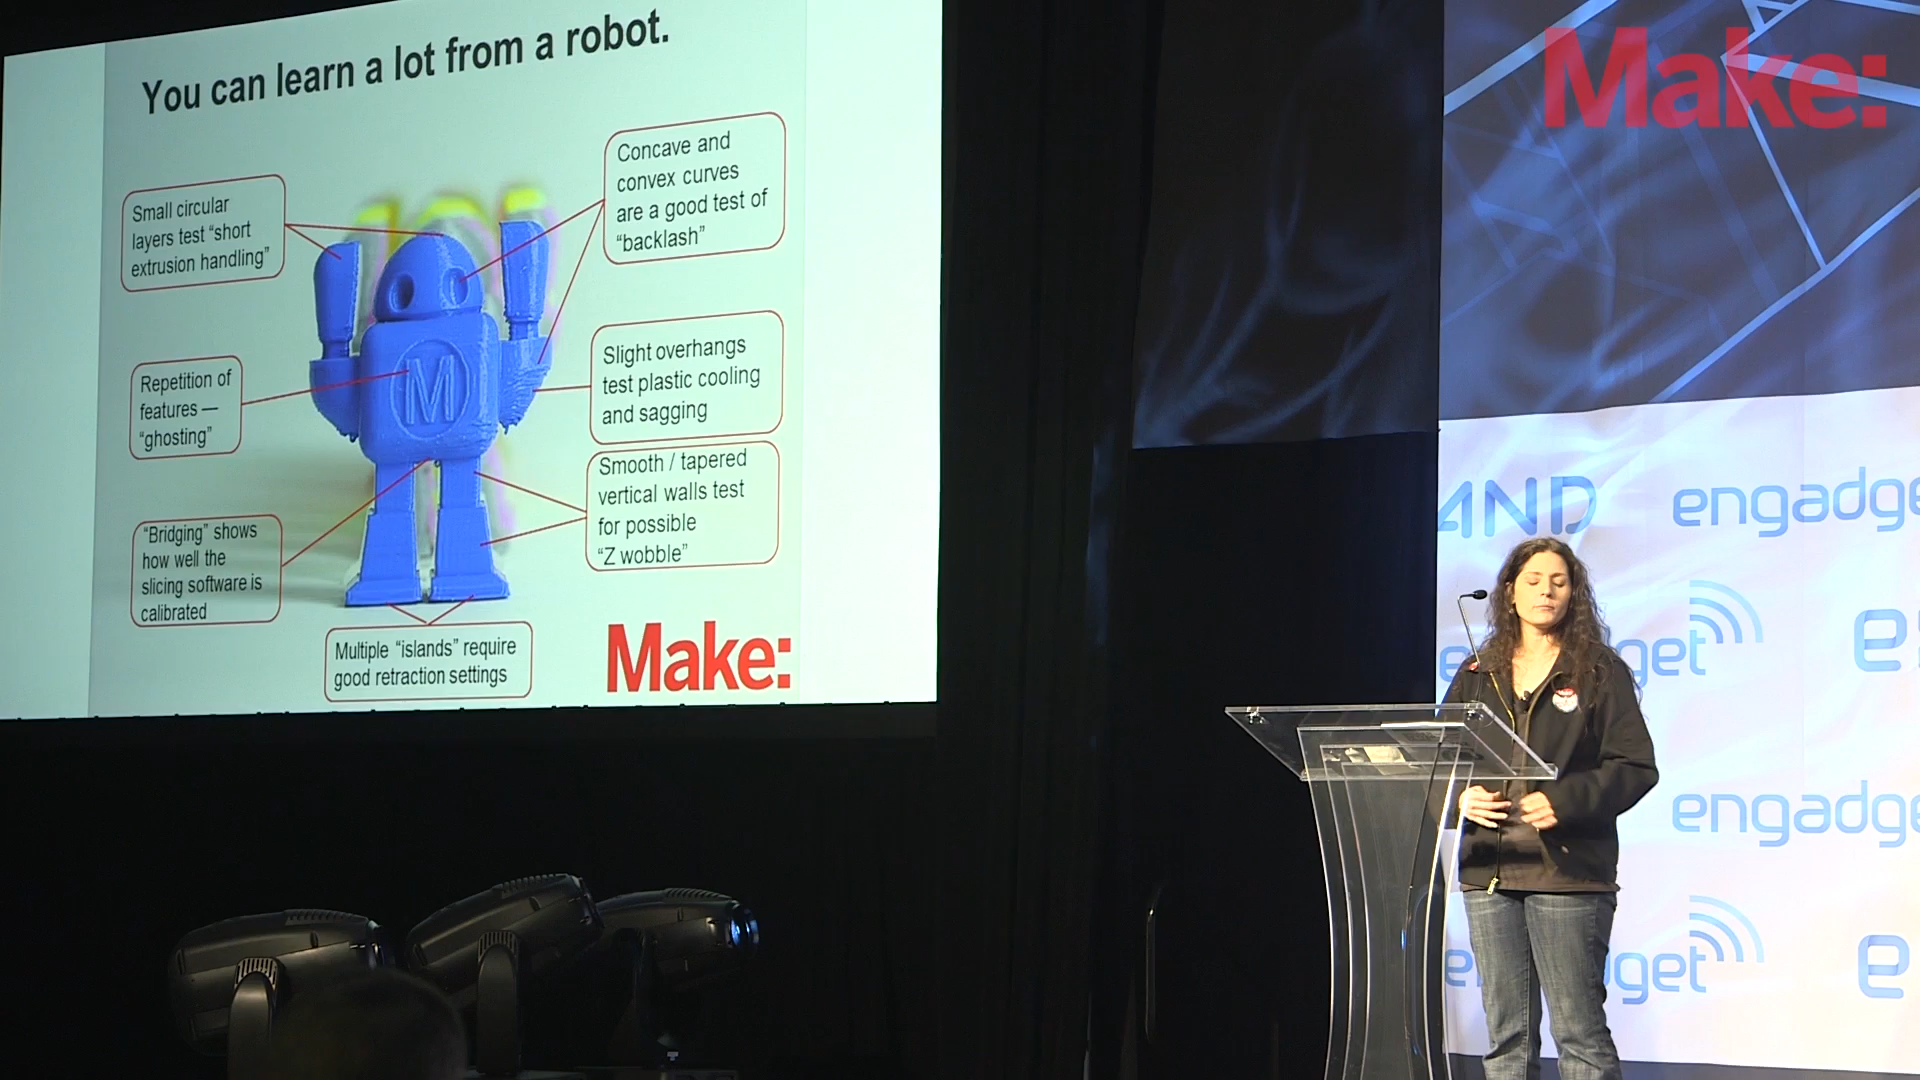 You can learn a lot from a robot.
Small circular
layers test “short
extrusion handling”
Concave and
convex curves
are a good test of
“backlash”
Repetition of
features —
“ghosting”
Slight overhangs
test plastic cooling
and sagging
Smooth / tapered
vertical walls test
for possible
“Z wobble”
“Bridging” shows
how well the
slicing software is
calibrated
Multiple “islands” require
good retraction settings
M
Make:
Make:
AND
engadge
get
e
engadge
e
dget
e